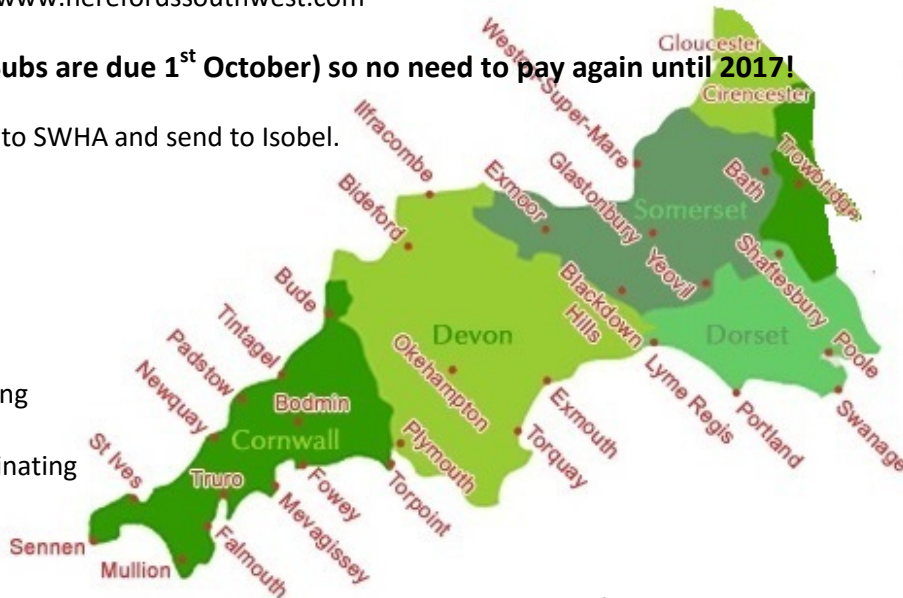 www.herefordssouthwest.com
ubs are due 1st October) so no need to pay again until 2017!
to SWHA and send to Isobel.
ng
inating
Gloucester
Cirencester
Weston-Super-Mare
Trowbridge
Ilfracombe
Glastonbury
Bath
Exmoor
Bideford
Somerset
Shaftesbury
Yeovil
Blackdown
Hills
Bude
Devon
Dorset
Tintagel
Okehampton
Poole
Padstow
Lyme Regis
Swanage
Newquay
Bodmin
Exmouth
Portland
Cornwall
Plymouth
Torquay
St Ives
Truro
Fowey
Torpoint
Mevagissey
Falmouth
Sennen
Mullion